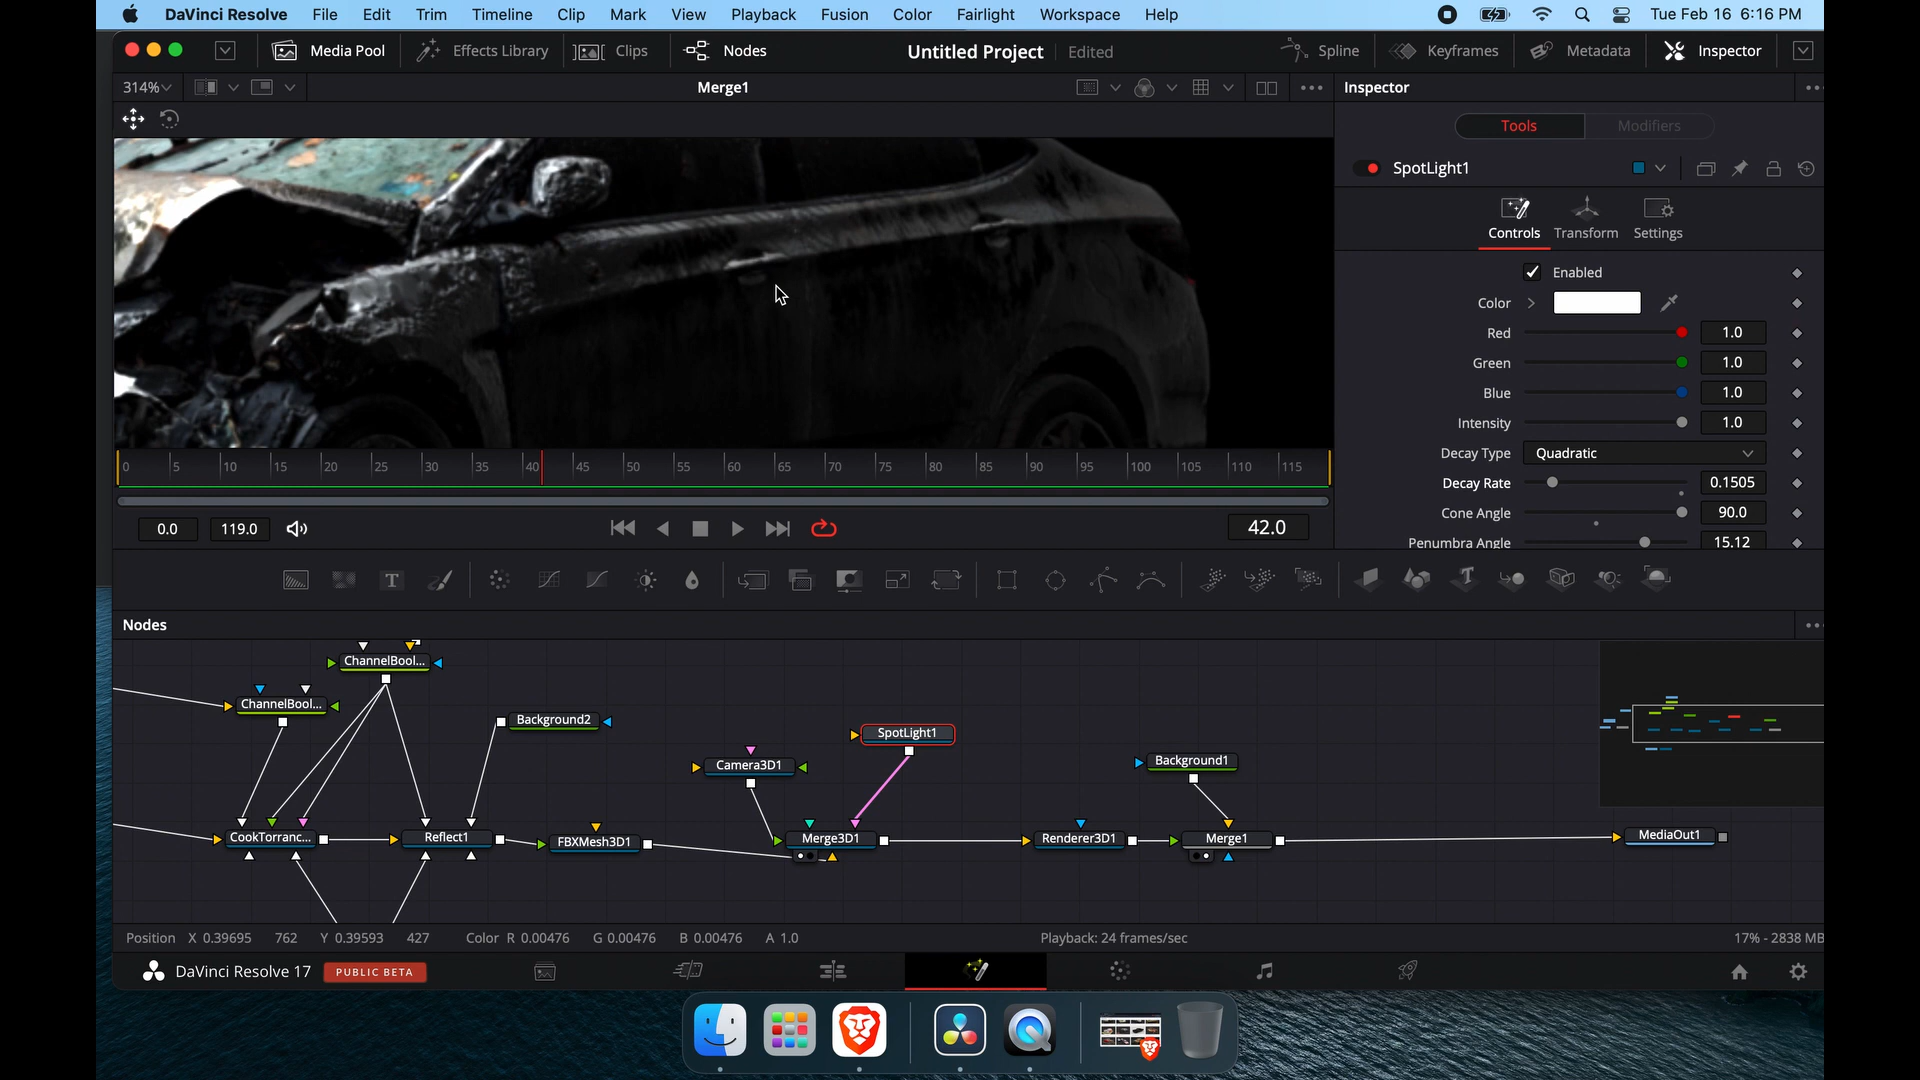 DaVinci Resolve File Edit Trim Timeline Clip Mark View Playback Fusion Color Fairlight Workspace Help Tue Feb 16 6:16 PM
Media Pool Effects Library Clips Nodes Untitled Project Edited Spline Keyframes Metadata Inspector
314% Merge1 Inspector
Tools Modifiers
SpotLight1
Controls Transform Settings
Enabled
Color
Red 1.0
Green 1.0
Blue 1.0
Intensity 1.0
Decay Type Quadratic
Decay Rate 0.1505
Cone Angle 90.0
Penumbra Angle 15.12
0 5 10 15 20 25 30 35 40 45 50 55 60 65 70 75 80 85 90 95 100 105 110 115
0.0 119.0 42.0
T T
Nodes
ChannelBool...
ChannelBool...
Background2
SpotLight1
Camera3D1
Background1
CookTorranc... Reflect1 FBXMesh3D1 Merge3D1 Renderer3D1 Merge1 MediaOut1
Position X 0.39695 762 Y 0.39593 427 Color R 0.00476 G 0.00476 B 0.00476 A 1.0 Playback: 24 frames/sec 17% - 2838 MB
DaVinci Resolve 17 PUBLIC BETA